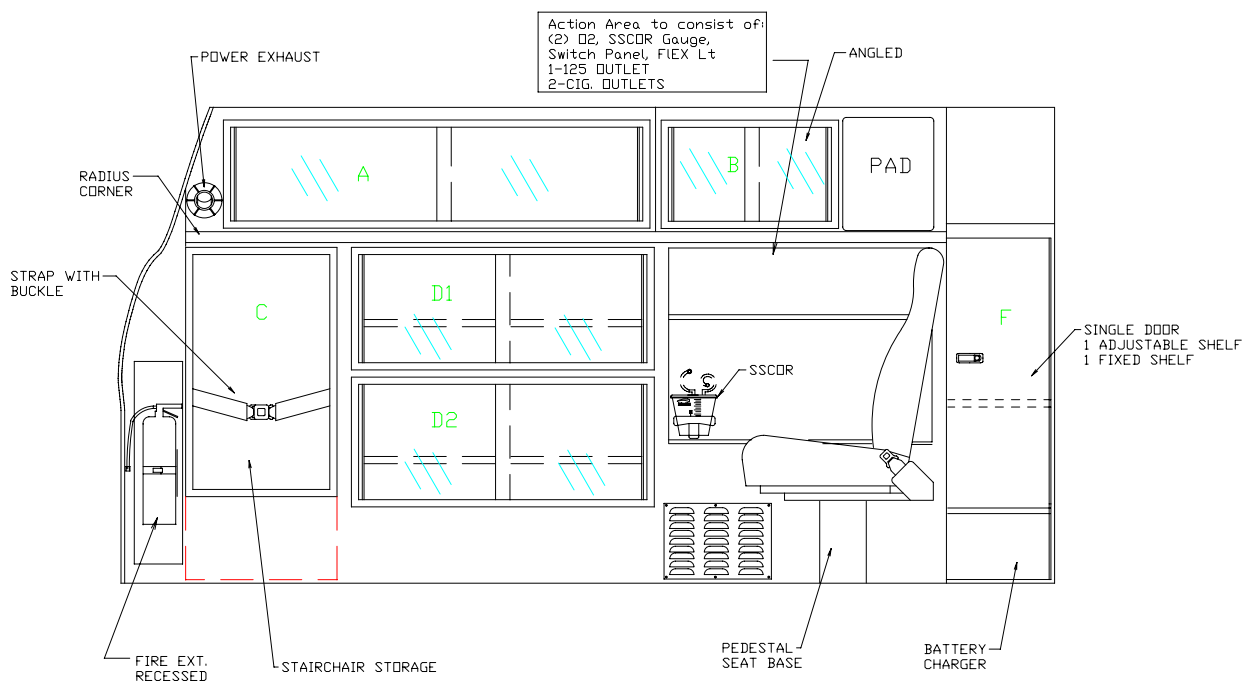 Action Area to consist of:
(2) O2, SSCOR Gauge,
Switch Panel, FlEX Lt
1-125 OUTLET
2-CIG. OUTLETS
POWER EXHAUST
ANGLED
RADIUS
CORNER
A
B
PAD
STRAP WITH
BUCKLE
C
D1
F
SINGLE DOOR
1 ADJUSTABLE SHELF
1 FIXED SHELF
SSCOR
D2
FIRE EXT.
RECESSED
STAIRCHAIR STORAGE
PEDESTAL
SEAT BASE
BATTERY
CHARGER